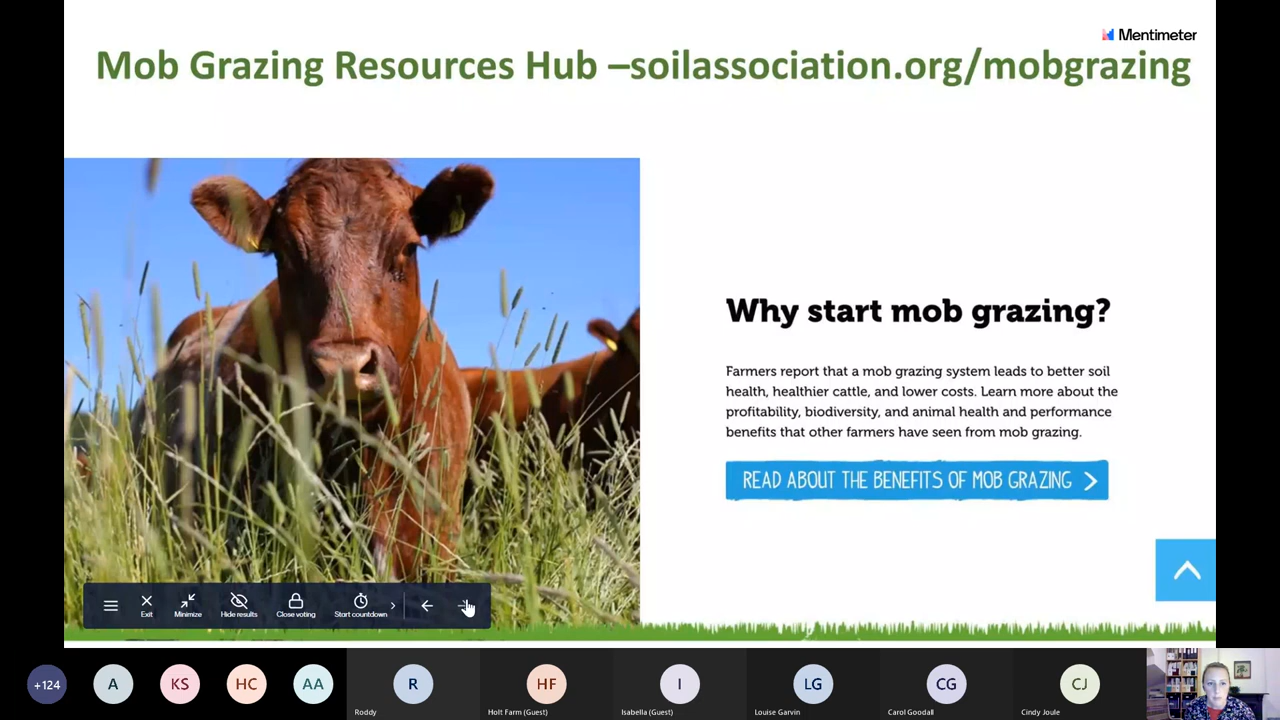 Mentimeter
Mob Grazing Resources Hub –soilassociation.org/mobgrazing
Why start mob grazing?
Farmers report that a mob grazing system leads to better soil
health, healthier cattle, and lower costs. Learn more about the
profitability, biodiversity, and animal health and performance
benefits that other farmers have seen from mob grazing.
READ ABOUT THE BENEFITS OF MOB GRAZING
Exit
Minimize
Hide results
Close voting
Start countdown
+124
A
KS
HC
AA
R
Roddy
HF
Holt Farm (Guest)
I
Isabella (Guest)
LG
Louise Garvin
CG
Carol Goodall
CJ
Cindy Joule